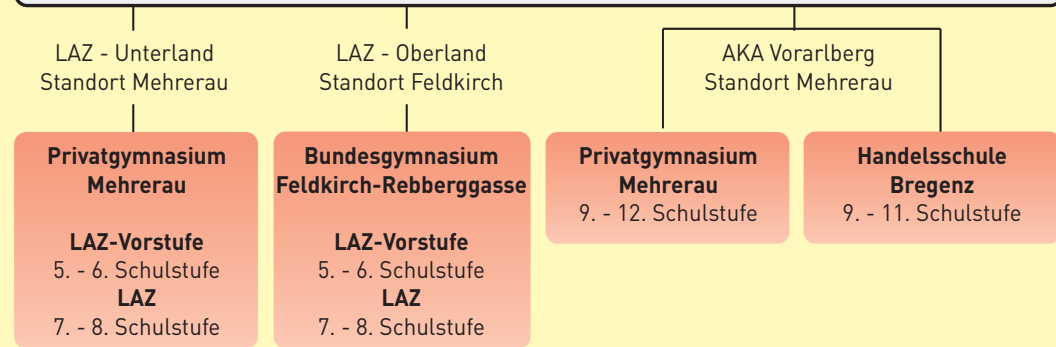 LAZ - Unterland
Standort Mehrerau
LAZ - Oberland
Standort Feldkirch
AKA Vorarlberg
Standort Mehrerau
Privatgymnasium
Mehrerau
LAZ-Vorstufe
5. - 6. Schulstufe
LAZ
7. - 8. Schulstufe
Bundesgymnasium
Feldkirch-Rebberggasse
LAZ-Vorstufe
5. - 6. Schulstufe
LAZ
7. - 8. Schulstufe
Privatgymnasium
Mehrerau
9. - 12. Schulstufe
Handelsschule
Bregenz
9. - 11. Schulstufe